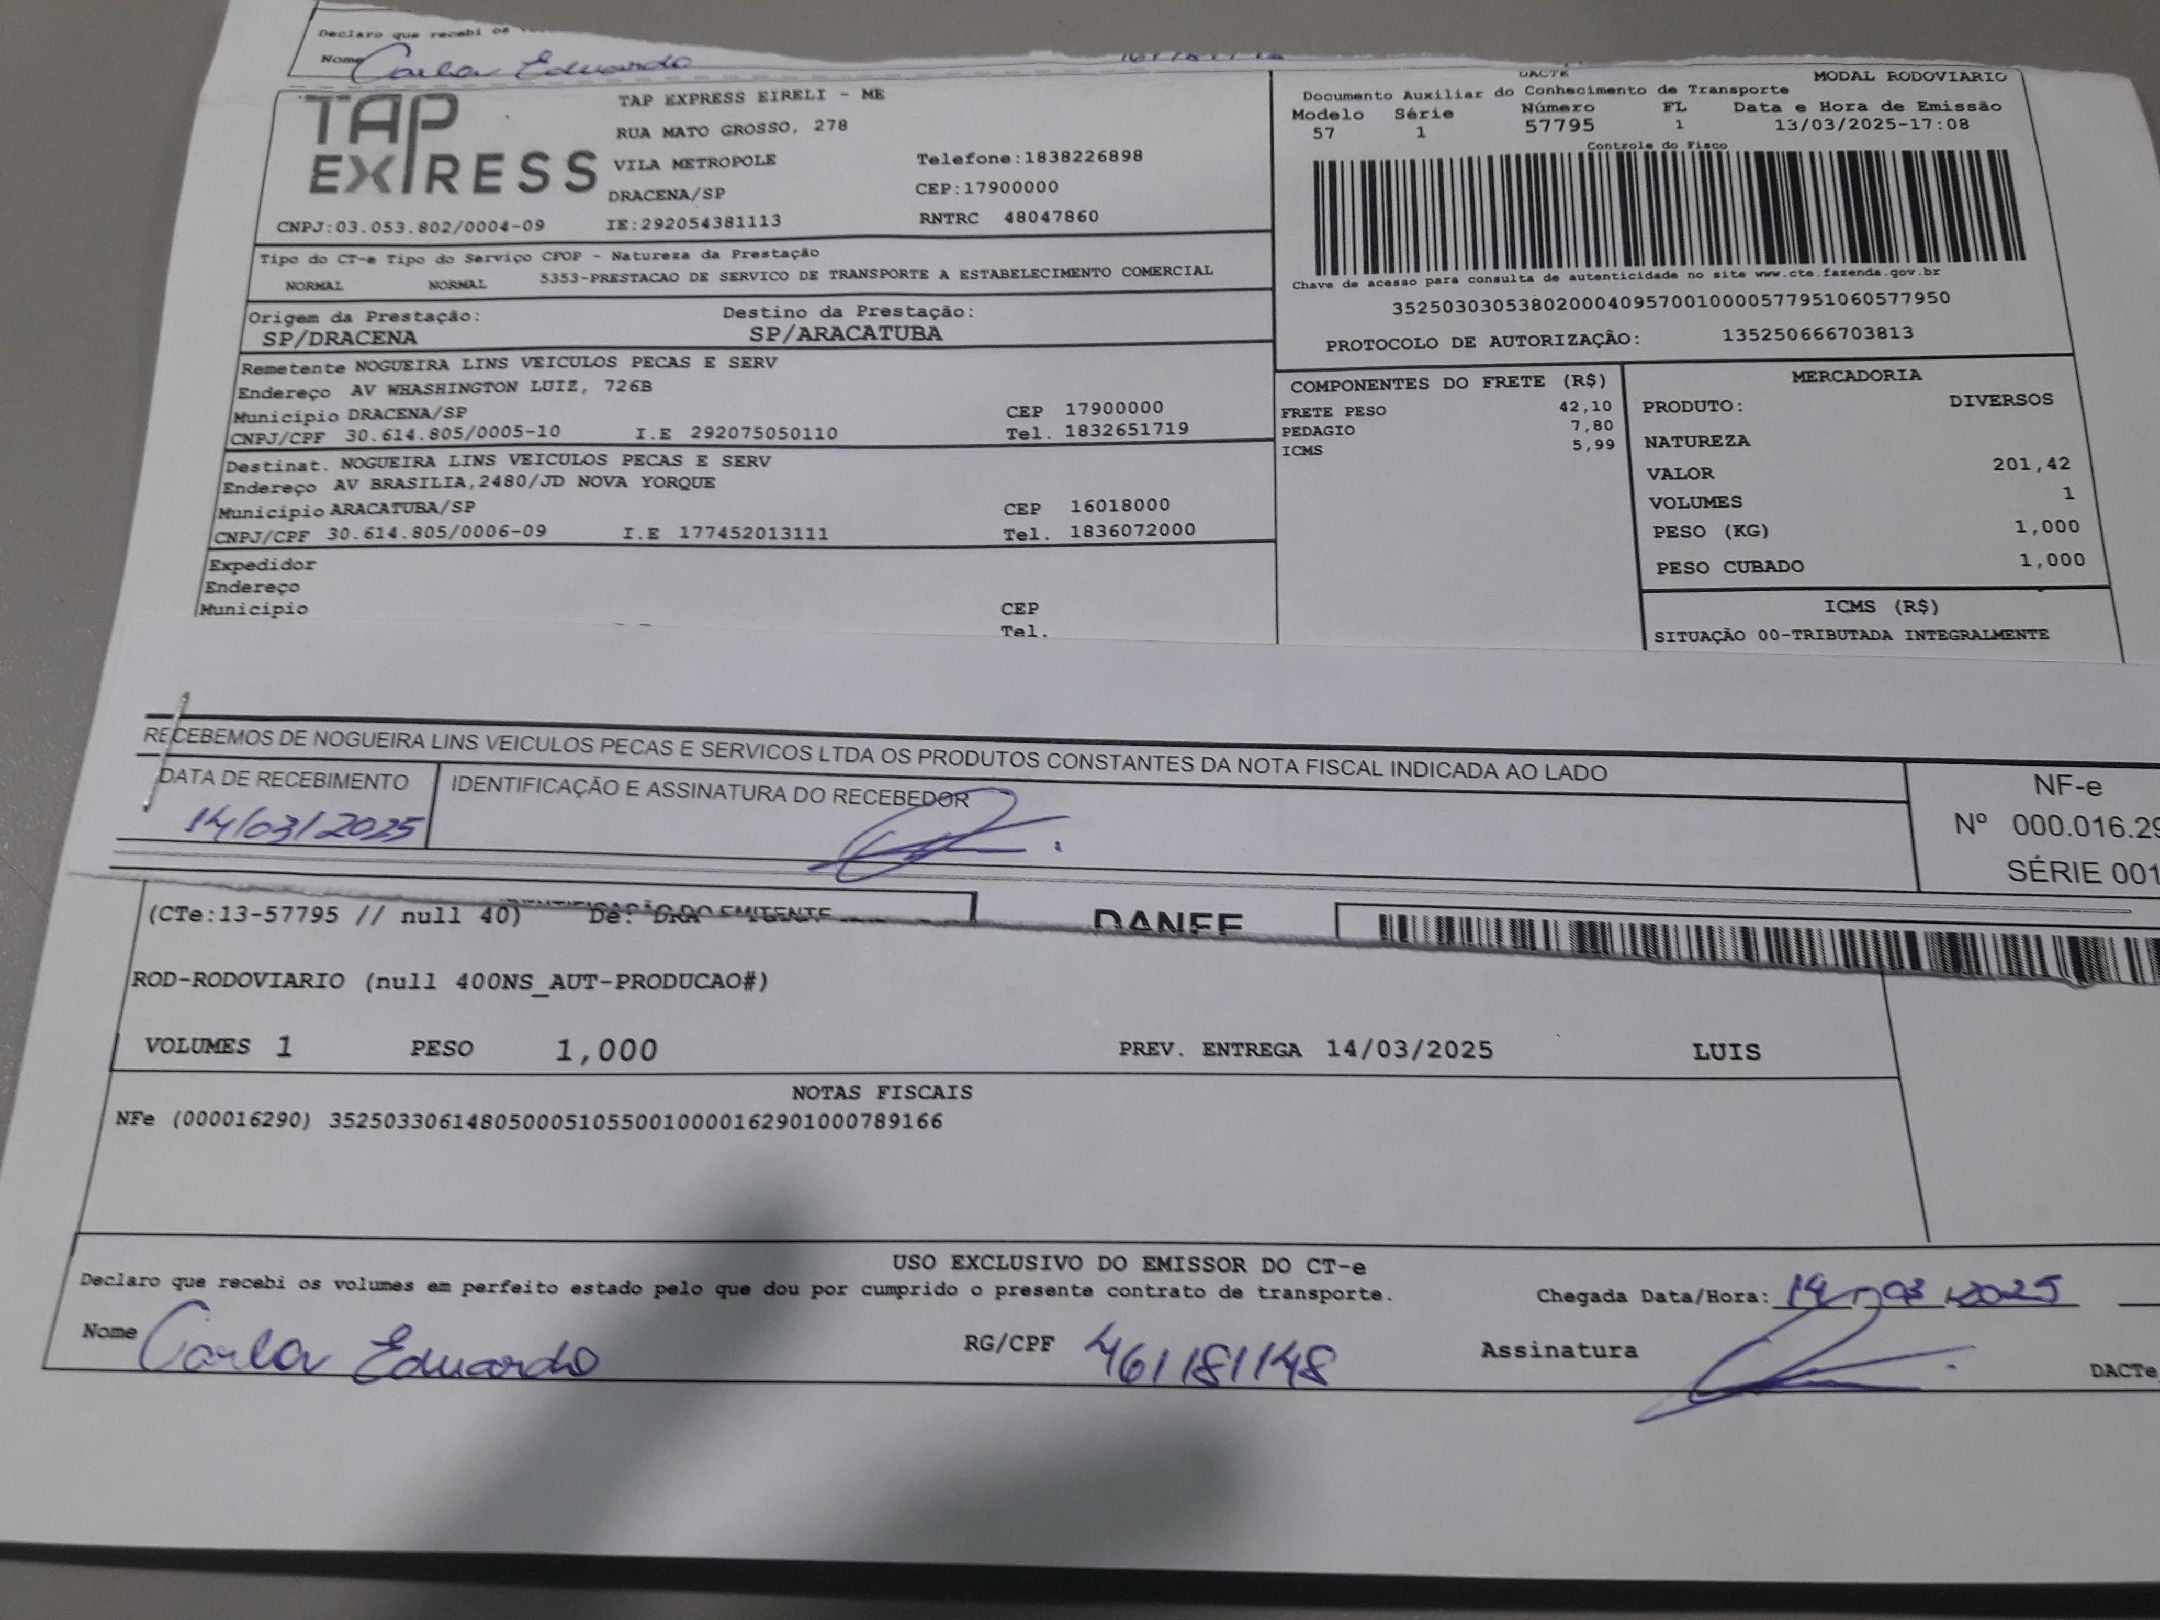 Declaro que recebi os
Nome Carlos Eduardo
TAP EXPRESS
TAP EXPRESS EIRELI - ME
RUA MATO GROSSO, 278
VILA METROPOLE Telefone:1838226898
DRACENA/SP CEP:17900000
CNPJ:03.053.802/0004-09 IE:292054381113 RNTRC 48047860
DACTE MODAL RODOVIARIO
Documento Auxiliar do Conhecimento de Transporte
Modelo Série Número FL Data e Hora de Emissão
57 1 57795 1 13/03/2025-17:08
Controle do Fisco
Chave de acesso para consulta de autenticidade no site www.cte.fazenda.gov.br
35250303053802000409570010000577951060577950
PROTOCOLO DE AUTORIZAÇÃO: 135250666703813
Tipo do CT-e Tipo do Serviço CFOP - Natureza da Prestação
NORMAL NORMAL 5353-PRESTACAO DE SERVICO DE TRANSPORTE A ESTABELECIMENTO COMERCIAL
Origem da Prestação: Destino da Prestação:
SP/DRACENA SP/ARACATUBA
Remetente NOGUEIRA LINS VEICULOS PECAS E SERV
Endereço AV WHASHINGTON LUIZ, 726B
Município DRACENA/SP CEP 17900000
CNPJ/CPF 30.614.805/0005-10 I.E 292075050110 Tel. 1832651719
Destinat. NOGUEIRA LINS VEICULOS PECAS E SERV
Endereço AV BRASILIA,2480/JD NOVA YORQUE
Município ARACATUBA/SP CEP 16018000
CNPJ/CPF 30.614.805/0006-09 I.E 177452013111 Tel. 1836072000
Expedidor
Endereço
Município CEP
Tel.
COMPONENTES DO FRETE (R$)
FRETE PESO 42,10
PEDAGIO 7,80
ICMS 5,99
MERCADORIA
PRODUTO: DIVERSOS
NATUREZA
VALOR 201,42
VOLUMES 1
PESO (KG) 1,000
PESO CUBADO 1,000
ICMS (R$)
SITUAÇÃO 00-TRIBUTADA INTEGRALMENTE
RECEBEMOS DE NOGUEIRA LINS VEICULOS PECAS E SERVICOS LTDA OS PRODUTOS CONSTANTES DA NOTA FISCAL INDICADA AO LADO
DATA DE RECEBIMENTO IDENTIFICAÇÃO E ASSINATURA DO RECEBEDOR
14/03/2025
NF-e
Nº 000.016.29
SÉRIE 001
IDENTIFICAÇÃO DO EMITENTE
(CTe:13-57795 // null 40) De: DRA
DANFE
ROD-RODOVIARIO (null 400NS_AUT-PRODUCAO#)
VOLUMES 1 PESO 1,000 PREV. ENTREGA 14/03/2025 LUIS
NOTAS FISCAIS
NFe (000016290) 35250330614805000510550010000162901000789166
USO EXCLUSIVO DO EMISSOR DO CT-e
Declaro que recebi os volumes em perfeito estado pelo que dou por cumprido o presente contrato de transporte. Chegada Data/Hora: 14 03 2025
Nome Carlos Eduardo RG/CPF 461181148 Assinatura
DACTe